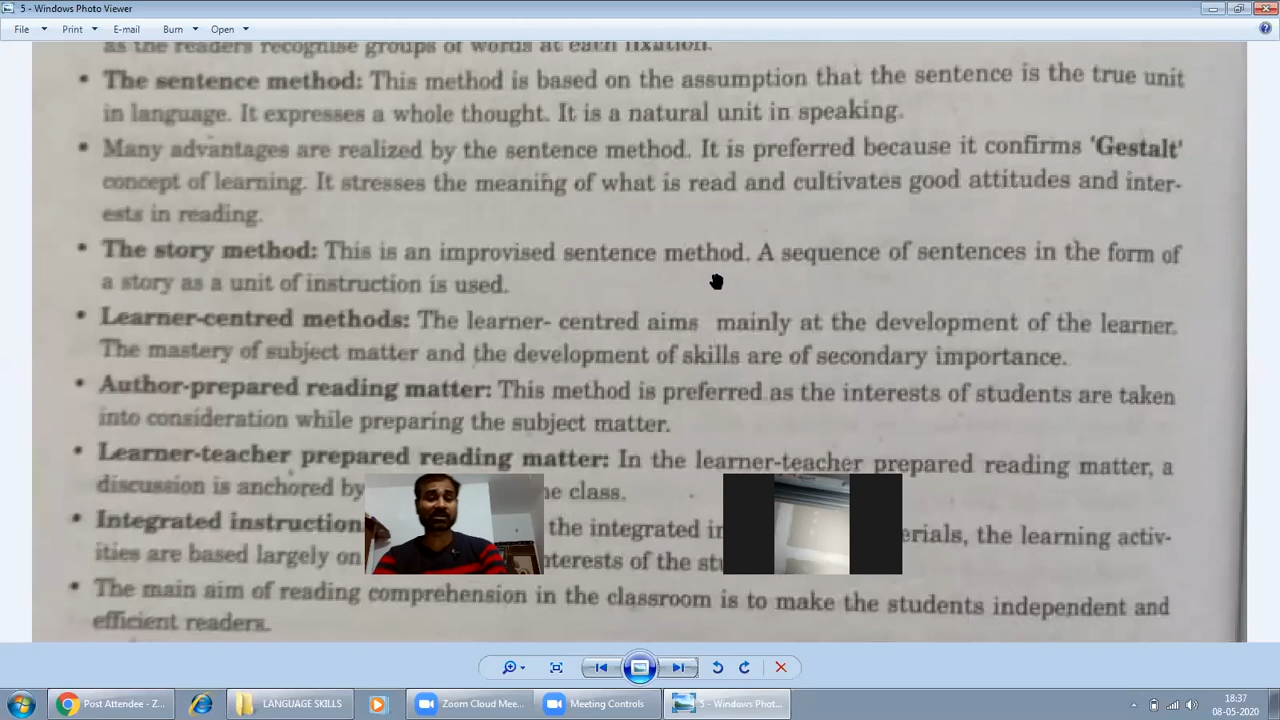 5 - Windows Photo Viewer
File Print E-mail Burn Open
as the readers recognise groups of words at each fixation.
• The sentence method: This method is based on the assumption that the sentence is the true unit
in language. It expresses a whole thought. It is a natural unit in speaking.
• Many advantages are realized by the sentence method. It is preferred because it confirms 'Gestalt'
concept of learning. It stresses the meaning of what is read and cultivates good attitudes and inter-
ests in reading.
• The story method: This is an improvised sentence method. A sequence of sentences in the form of
a story as a unit of instruction is used.
• Learner-centred methods: The learner- centred aims mainly at the development of the learner.
The mastery of subject matter and the development of skills are of secondary importance.
• Author-prepared reading matter: This method is preferred as the interests of students are taken
into consideration while preparing the subject matter.
• Learner-teacher prepared reading matter: In the learner-teacher prepared reading matter, a
discussion is anchored by he class.
• Integrated instruction the integrated in erials, the learning activ-
ities are based largely on nterests of the stu
• The main aim of reading comprehension in the classroom is to make the students independent and
efficient readers.
Post Attendee - Z... LANGUAGE SKILLS Zoom Cloud Mee... Meeting Controls 5 - Windows Phot...
18:37
08-05-2020